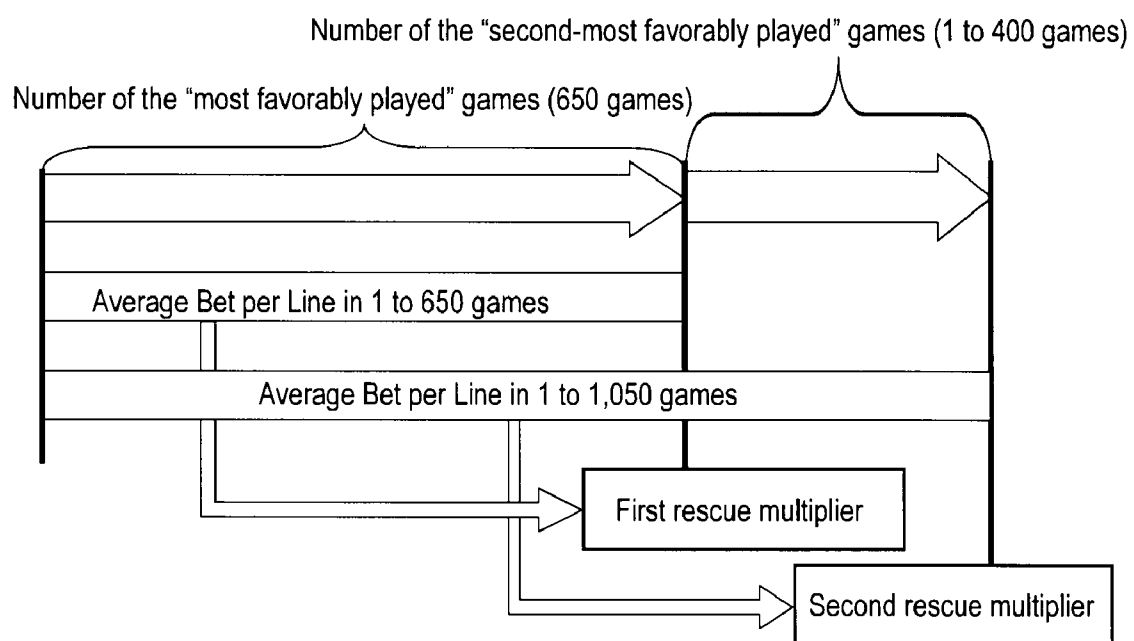 Number of the “second-most favorably played” games (1 to 400 games)
Number of the “most favorably played” games (650 games)
Average Bet per Line in 1 to 650 games
Average Bet per Line in 1 to 1,050 games
First rescue multiplier
Second rescue multiplier